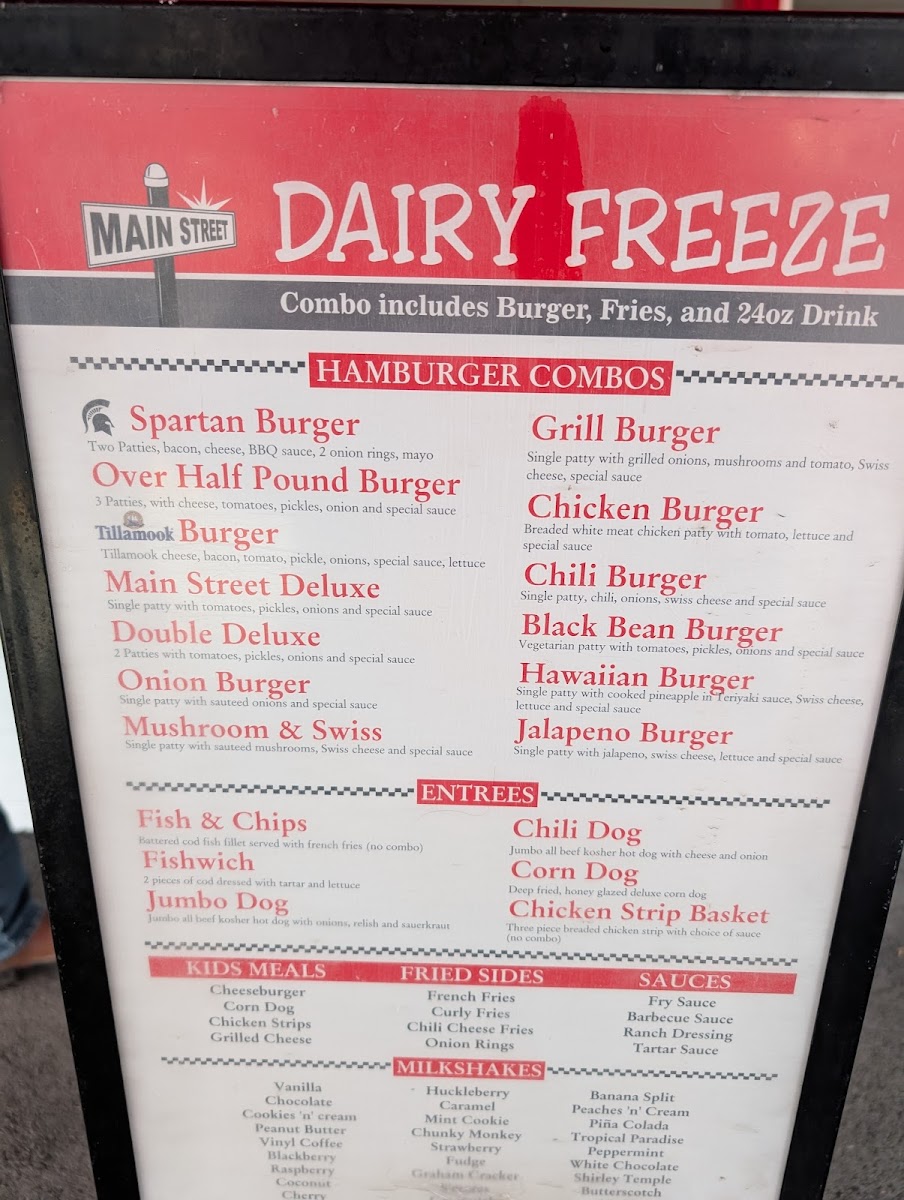 MAIN STREET
DAIRY FREEZE
Combo includes Burger, Fries, and 24oz Drink
HAMBURGER COMBOS
Spartan Burger
Two Patties, bacon, cheese, BBQ sauce, 2 onion rings, mayo
Over Half Pound Burger
3 Patties, with cheese, tomatoes, pickles, onion and special sauce
Tillamook Burger
Tillamook cheese, bacon, tomato, pickle, onions, special sauce, lettuce
Main Street Deluxe
Single patty with tomatoes, pickles, onions and special sauce
Double Deluxe
2 Patties with tomatoes, pickles, onions and special sauce
Onion Burger
Single patty with sauteed onions and special sauce
Mushroom & Swiss
Single patty with sauteed mushrooms, Swiss cheese and special sauce
Grill Burger
Single patty with grilled onions, mushrooms and tomato, Swiss
cheese, special sauce
Chicken Burger
Breaded white meat chicken patty with tomato, lettuce and
special sauce
Chili Burger
Single patty, chili, onions, swiss cheese and special sauce
Black Bean Burger
Vegetarian patty with tomatoes, pickles, onions and special sauce
Hawaiian Burger
Single patty with cooked pineapple in Teriyaki sauce, Swiss cheese,
lettuce and special sauce
Jalapeno Burger
Single patty with jalapeno, swiss cheese, lettuce and special sauce
ENTREES
Fish & Chips
Battered cod fish fillet served with french fries (no combo)
Fishwich
2 pieces of cod dressed with tartar and lettuce
Jumbo Dog
Jumbo all beef kosher hot dog with onions, relish and sauerkraut
Chili Dog
Jumbo all beef kosher hot dog with cheese and onion
Corn Dog
Deep fried, honey glazed deluxe corn dog
Chicken Strip Basket
Three piece breaded chicken strip with choice of sauce
(no combo)
KIDS MEALS
Cheeseburger
Corn Dog
Chicken Strips
Grilled Cheese
FRIED SIDES
French Fries
Curly Fries
Chili Cheese Fries
Onion Rings
SAUCES
Fry Sauce
Barbecue Sauce
Ranch Dressing
Tartar Sauce
MILKSHAKES
Vanilla
Chocolate
Cookies 'n' cream
Peanut Butter
Vinyl Coffee
Blackberry
Raspberry
Coconut
Cherry
Huckleberry
Caramel
Mint Cookie
Chunky Monkey
Strawberry
Fudge
Graham Cracker
Banana Split
Peaches 'n' Cream
Piña Colada
Tropical Paradise
Peppermint
White Chocolate
Shirley Temple
Butterscotch